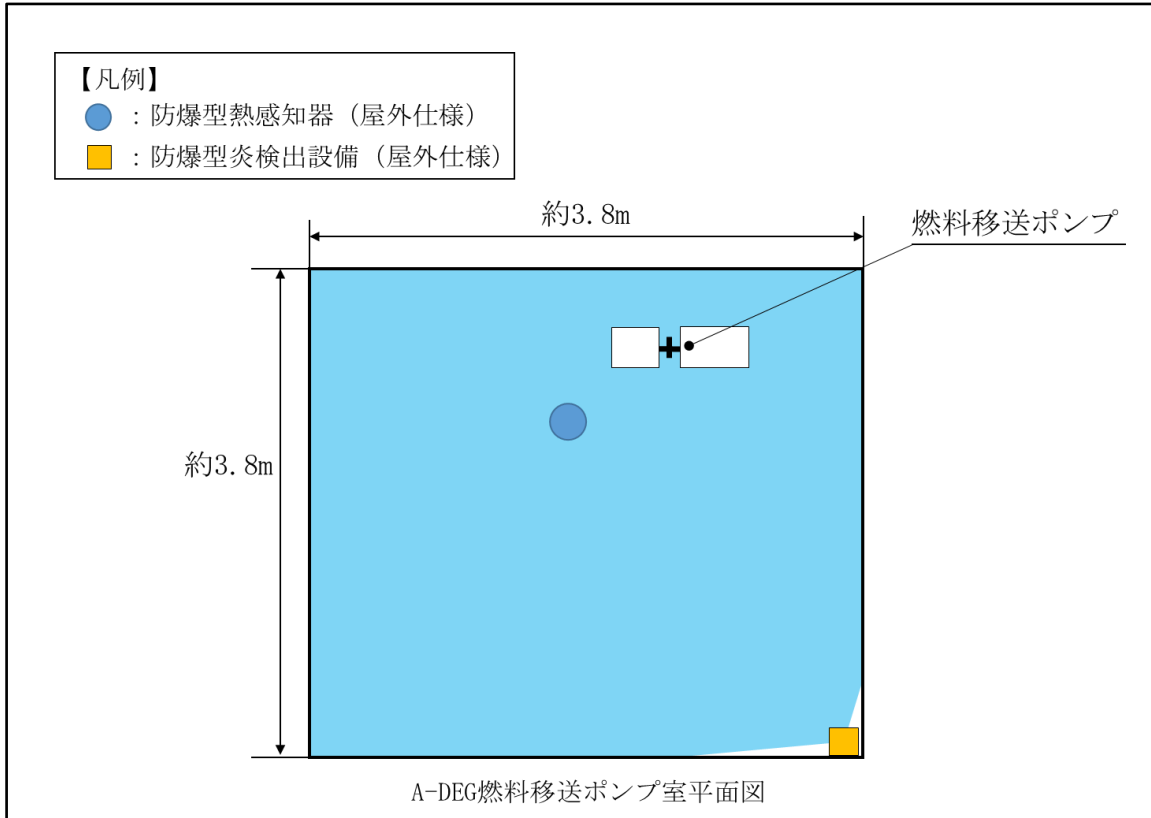 【凡例】
：防爆型熱感知器（屋外仕様）
：防爆型炎検出設備（屋外仕様）
約3.8m
燃料移送ポンプ
約3.8m
A-DEG燃料移送ポンプ室平面図